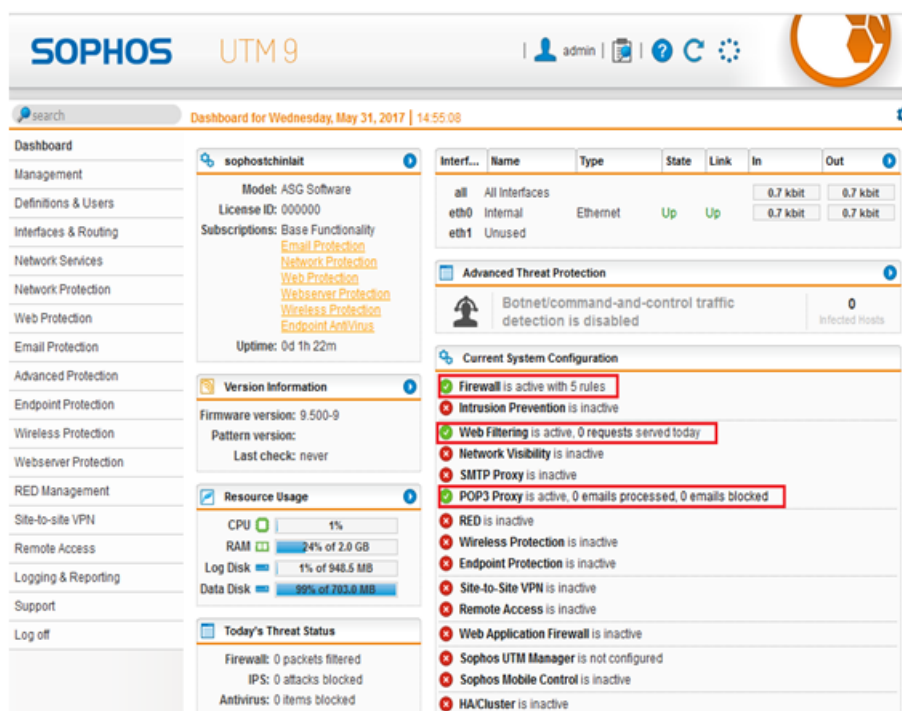 SOPHOS UTM 9
admin
search
Dashboard for Wednesday, May 31, 2017 | 14:55:08
Dashboard
Management
Definitions & Users
Interfaces & Routing
Network Services
Network Protection
Web Protection
Email Protection
Advanced Protection
Endpoint Protection
Wireless Protection
Webserver Protection
RED Management
Site-to-site VPN
Remote Access
Logging & Reporting
Support
Log off
sophostchinlait
Model: ASG Software
License ID: 000000
Subscriptions: Base Functionality
Email Protection
Network Protection
Web Protection
Webserver Protection
Wireless Protection
Endpoint AntiVirus
Uptime: 0d 1h 22m
Version Information
Firmware version: 9.500-9
Pattern version:
Last check: never
Resource Usage
CPU 1%
RAM 24% of 2.0 GB
Log Disk 1% of 948.5 MB
Data Disk 99% of 703.0 MB
Today's Threat Status
Firewall: 0 packets filtered
IPS: 0 attacks blocked
Antivirus: 0 items blocked
Interf... Name Type State Link In Out
all All Interfaces 0.7 kbit 0.7 kbit
eth0 Internal Ethernet Up Up 0.7 kbit 0.7 kbit
eth1 Unused
Advanced Threat Protection
Botnet/command-and-control traffic
detection is disabled
0
Infected Hosts
Current System Configuration
Firewall is active with 5 rules
Intrusion Prevention is inactive
Web Filtering is active, 0 requests served today
Network Visibility is inactive
SMTP Proxy is inactive
POP3 Proxy is active, 0 emails processed, 0 emails blocked
RED is inactive
Wireless Protection is inactive
Endpoint Protection is inactive
Site-to-Site VPN is inactive
Remote Access is inactive
Web Application Firewall is inactive
Sophos UTM Manager is not configured
Sophos Mobile Control is inactive
HA/Cluster is inactive